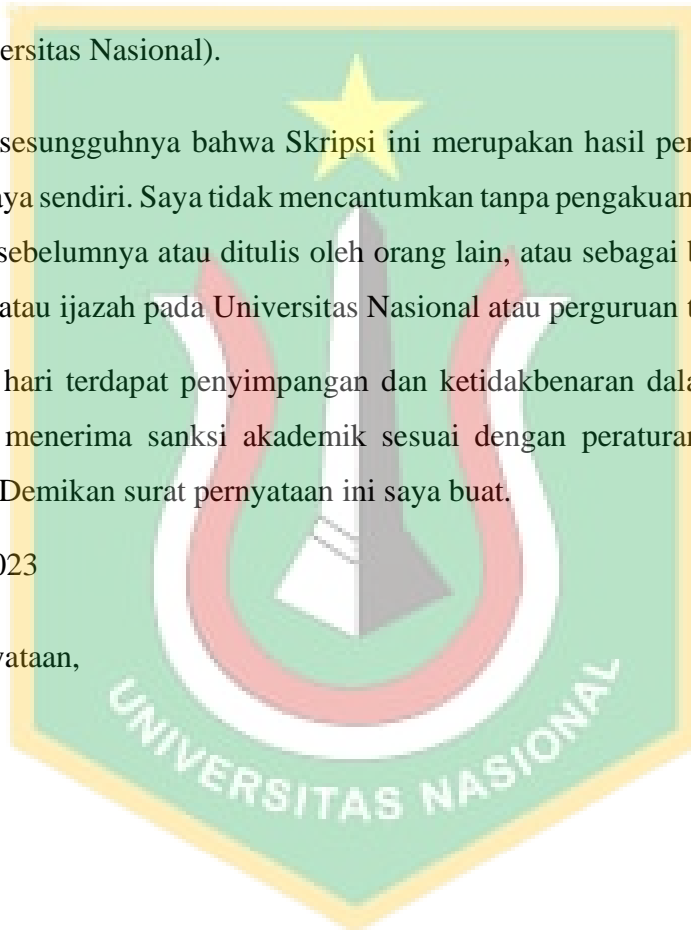 ersitas Nasional).
sesungguhnya bahwa Skripsi ini merupakan hasil per
aya sendiri. Saya tidak mencantumkan tanpa pengakuan
sebelumnya atau ditulis oleh orang lain, atau sebagai b
atau ijazah pada Universitas Nasional atau perguruan t
hari terdapat penyimpangan dan ketidakbenaran dala
menerima sanksi akademik sesuai dengan peraturan
Demikan surat pernyataan ini saya buat.
023
yataan,
UNIVERSITAS NASIONAL